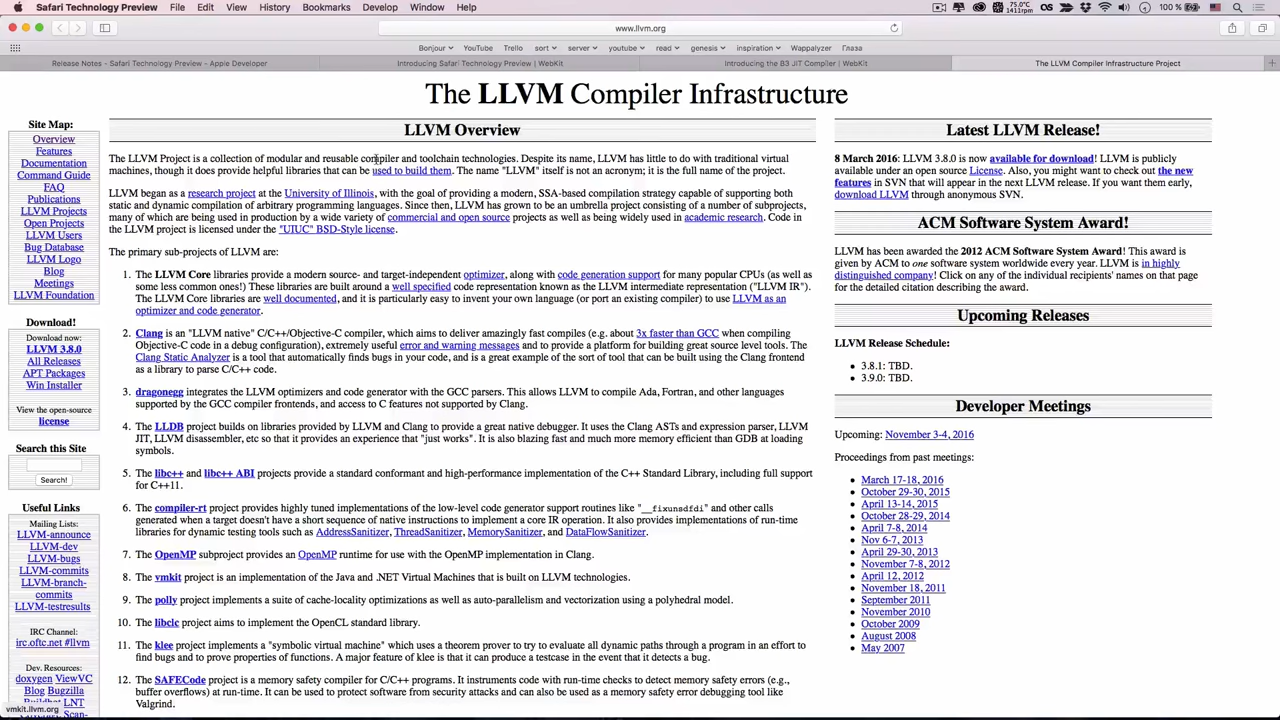 Safari Technology Preview File Edit View History Bookmarks Develop Window Help
75.0°C
1411rpm
100 %
www.llvm.org
Bonjour YouTube Trello sort server youtube read genesis inspiration Wappalyzer Глаза
Release Notes - Safari Technology Preview - Apple Developer
Introducing Safari Technology Preview | WebKit
Introducing the B3 JIT Compiler | WebKit
The LLVM Compiler Infrastructure Project
The LLVM Compiler Infrastructure
Site Map:
Overview
Features
Documentation
Command Guide
FAQ
Publications
LLVM Projects
Open Projects
LLVM Users
Bug Database
LLVM Logo
Blog
Meetings
LLVM Foundation
Download!
Download now:
LLVM 3.8.0
All Releases
APT Packages
Win Installer
View the open-source
license
Search this Site
Search!
Useful Links
Mailing Lists:
LLVM-announce
LLVM-dev
LLVM-bugs
LLVM-commits
LLVM-branch-
commits
LLVM-testresults
IRC Channel:
irc.oftc.net #llvm
Dev. Resources:
doxygen ViewVC
Blog Bugzilla
Buildbot LNT
Scan-
vmkit.llvm.org
LLVM Overview
The LLVM Project is a collection of modular and reusable compiler and toolchain technologies. Despite its name, LLVM has little to do with traditional virtual
machines, though it does provide helpful libraries that can be used to build them. The name "LLVM" itself is not an acronym; it is the full name of the project.
LLVM began as a research project at the University of Illinois, with the goal of providing a modern, SSA-based compilation strategy capable of supporting both
static and dynamic compilation of arbitrary programming languages. Since then, LLVM has grown to be an umbrella project consisting of a number of subprojects,
many of which are being used in production by a wide variety of commercial and open source projects as well as being widely used in academic research. Code in
the LLVM project is licensed under the "UIUC" BSD-Style license.
The primary sub-projects of LLVM are:
1. The LLVM Core libraries provide a modern source- and target-independent optimizer, along with code generation support for many popular CPUs (as well as
some less common ones!) These libraries are built around a well specified code representation known as the LLVM intermediate representation ("LLVM IR").
The LLVM Core libraries are well documented, and it is particularly easy to invent your own language (or port an existing compiler) to use LLVM as an
optimizer and code generator.
2. Clang is an "LLVM native" C/C++/Objective-C compiler, which aims to deliver amazingly fast compiles (e.g. about 3x faster than GCC when compiling
Objective-C code in a debug configuration), extremely useful error and warning messages and to provide a platform for building great source level tools. The
Clang Static Analyzer is a tool that automatically finds bugs in your code, and is a great example of the sort of tool that can be built using the Clang frontend
as a library to parse C/C++ code.
3. dragonegg integrates the LLVM optimizers and code generator with the GCC parsers. This allows LLVM to compile Ada, Fortran, and other languages
supported by the GCC compiler frontends, and access to C features not supported by Clang.
4. The LLDB project builds on libraries provided by LLVM and Clang to provide a great native debugger. It uses the Clang ASTs and expression parser, LLVM
JIT, LLVM disassembler, etc so that it provides an experience that "just works". It is also blazing fast and much more memory efficient than GDB at loading
symbols.
5. The libc++ and libc++ ABI projects provide a standard conformant and high-performance implementation of the C++ Standard Library, including full support
for C++11.
6. The compiler-rt project provides highly tuned implementations of the low-level code generator support routines like "__fixunsdfdi" and other calls
generated when a target doesn't have a short sequence of native instructions to implement a core IR operation. It also provides implementations of run-time
libraries for dynamic testing tools such as AddressSanitizer, ThreadSanitizer, MemorySanitizer, and DataFlowSanitizer.
7. The OpenMP subproject provides an OpenMP runtime for use with the OpenMP implementation in Clang.
8. The vmkit project is an implementation of the Java and .NET Virtual Machines that is built on LLVM technologies.
9. The polly project implements a suite of cache-locality optimizations as well as auto-parallelism and vectorization using a polyhedral model.
10. The libclc project aims to implement the OpenCL standard library.
11. The klee project implements a "symbolic virtual machine" which uses a theorem prover to try to evaluate all dynamic paths through a program in an effort to
find bugs and to prove properties of functions. A major feature of klee is that it can produce a testcase in the event that it detects a bug.
12. The SAFECode project is a memory safety compiler for C/C++ programs. It instruments code with run-time checks to detect memory safety errors (e.g.,
buffer overflows) at run-time. It can be used to protect software from security attacks and can also be used as a memory safety error debugging tool like
Valgrind.
Latest LLVM Release!
8 March 2016: LLVM 3.8.0 is now available for download! LLVM is publicly
available under an open source License. Also, you might want to check out the new
features in SVN that will appear in the next LLVM release. If you want them early,
download LLVM through anonymous SVN.
ACM Software System Award!
LLVM has been awarded the 2012 ACM Software System Award! This award is
given by ACM to one software system worldwide every year. LLVM is in highly
distinguished company! Click on any of the individual recipients' names on that page
for the detailed citation describing the award.
Upcoming Releases
LLVM Release Schedule:
3.8.1: TBD.
3.9.0: TBD.
Developer Meetings
Upcoming: November 3-4, 2016
Proceedings from past meetings:
March 17-18, 2016
October 29-30, 2015
April 13-14, 2015
October 28-29, 2014
April 7-8, 2014
Nov 6-7, 2013
April 29-30, 2013
November 7-8, 2012
April 12, 2012
November 18, 2011
September 2011
November 2010
October 2009
August 2008
May 2007